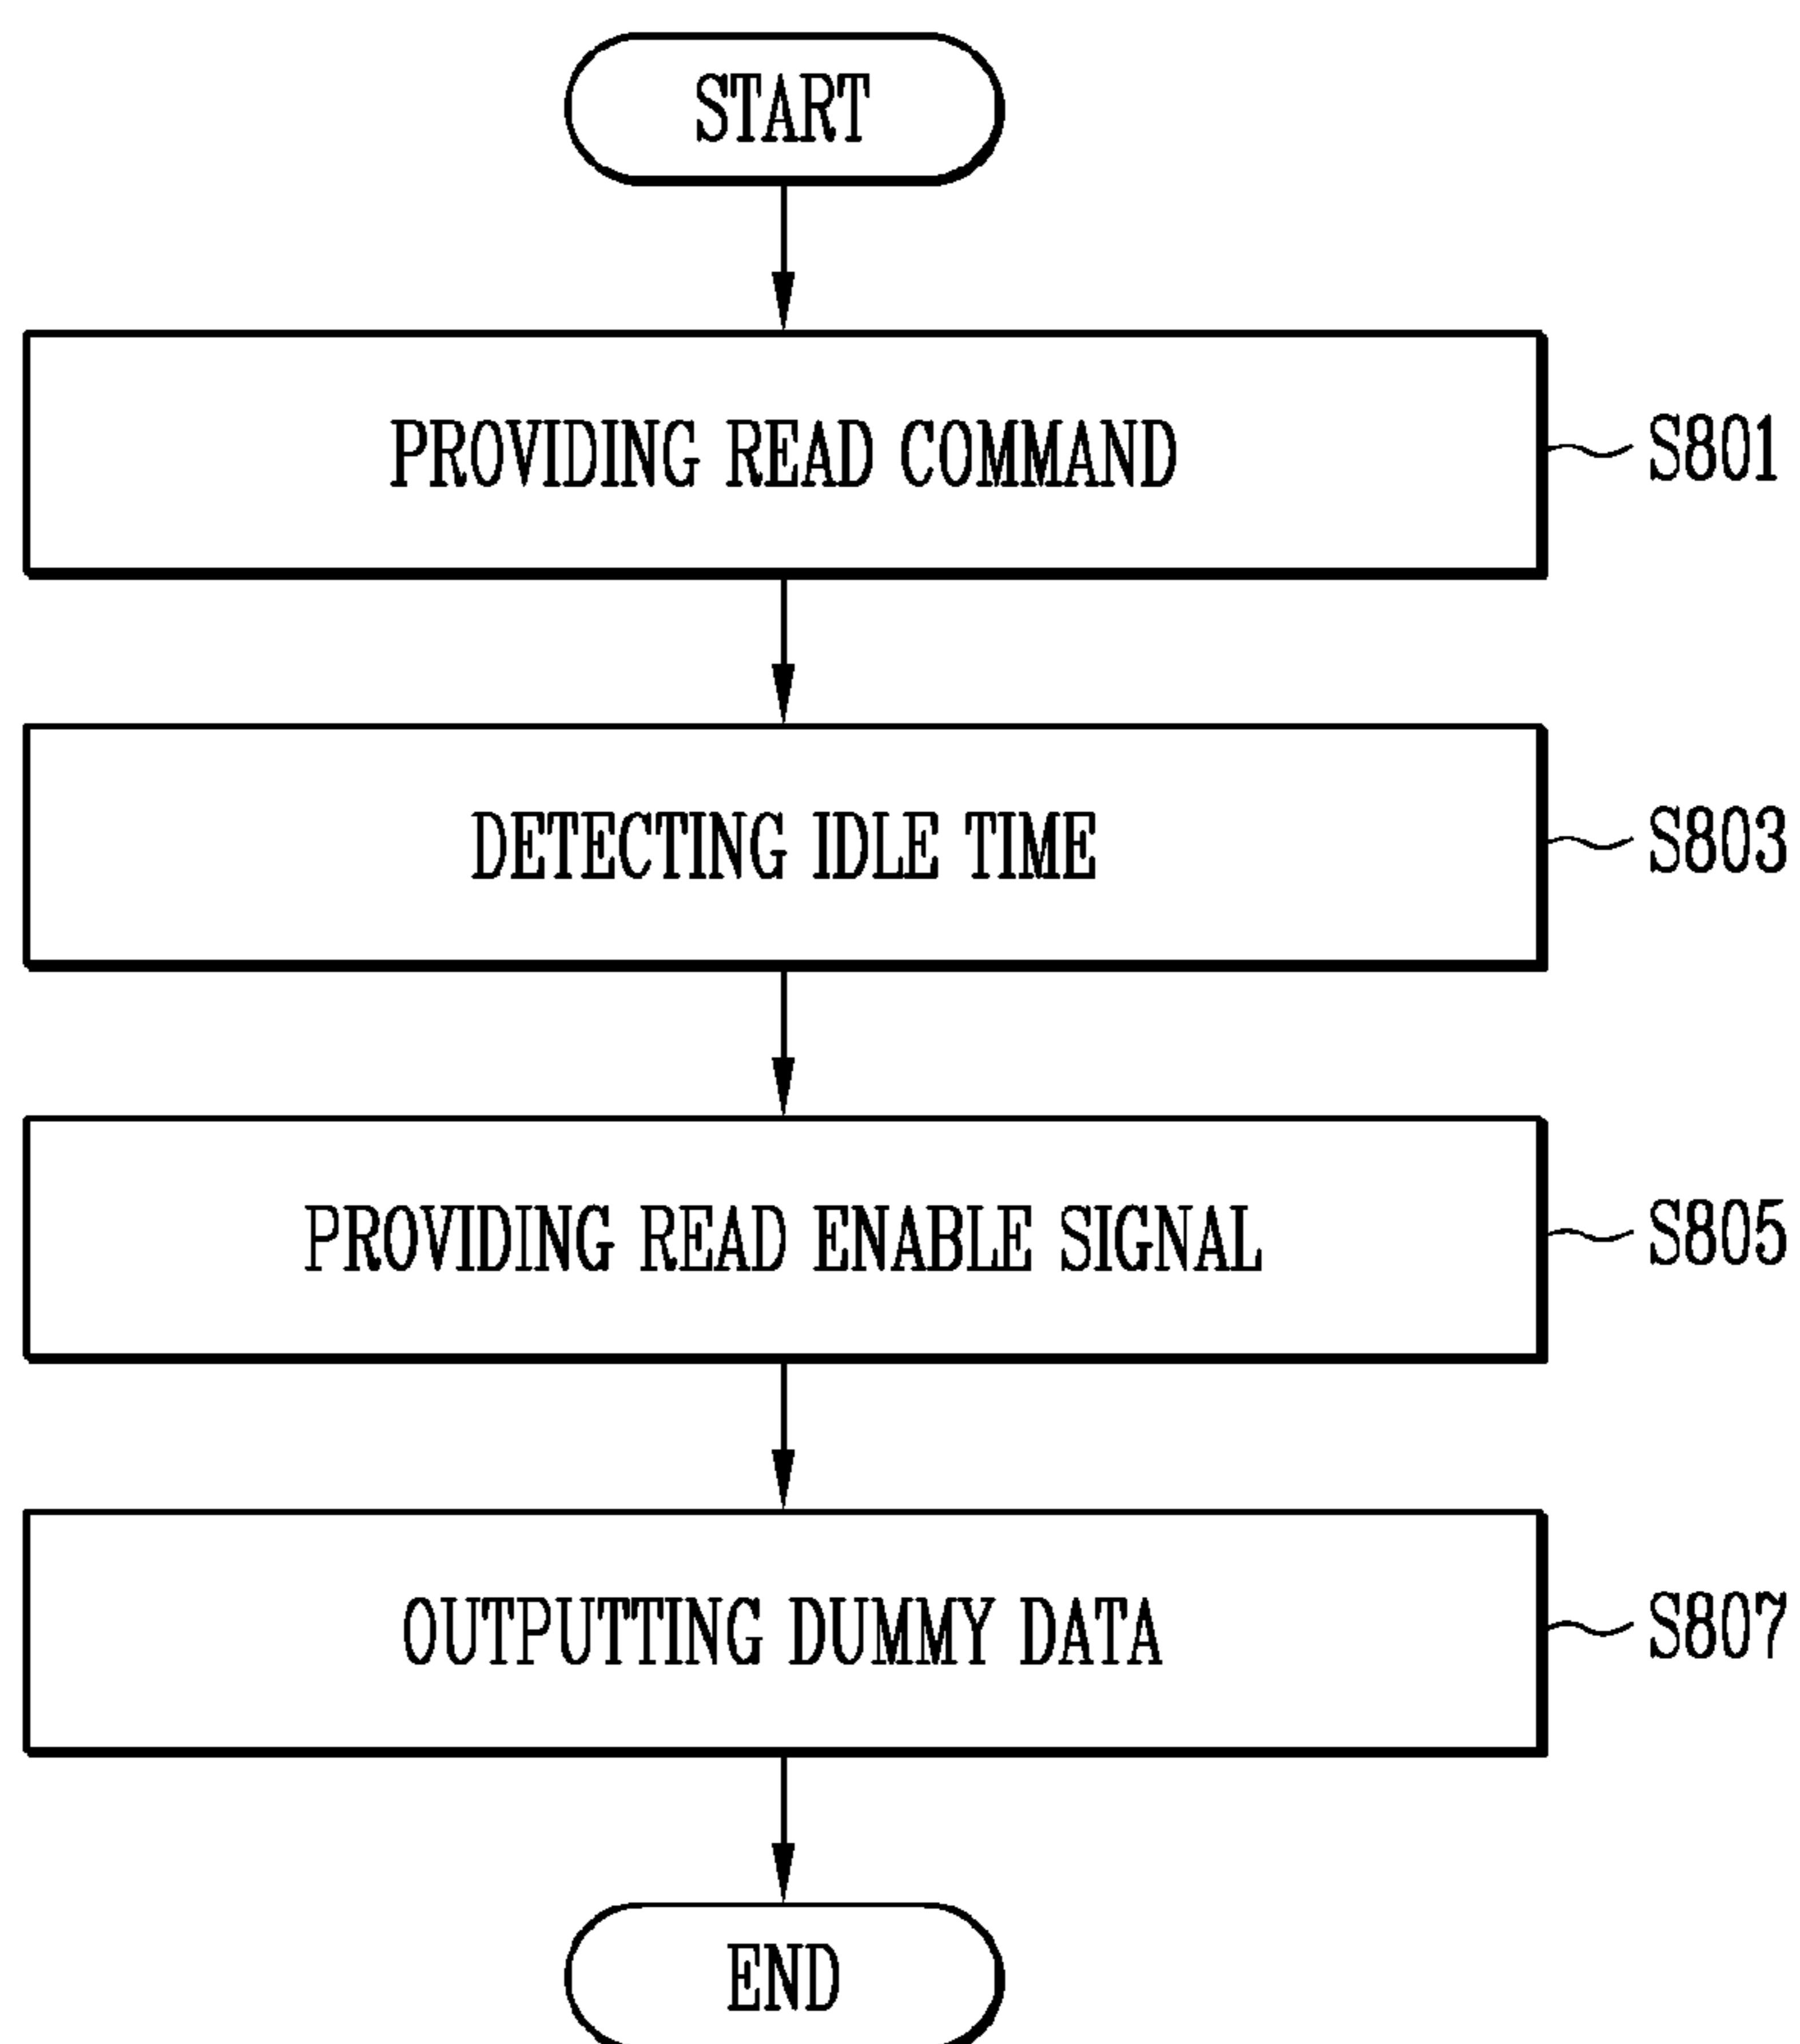 START
PROVIDING READ COMMAND
S801
DETECTING IDLE TIME
S803
PROVIDING READ ENABLE SIGNAL
S805
OUTPUTTING DUMMY DATA
S807
END